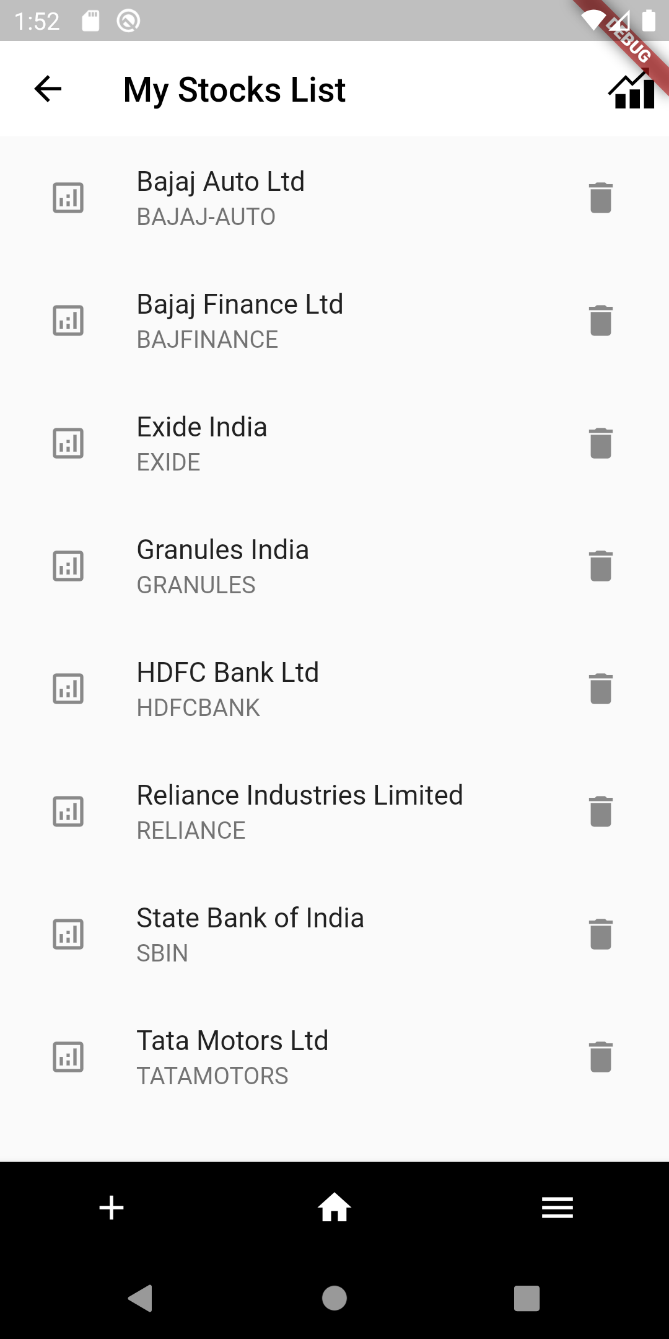 1:52
DEBUG
My Stocks List
Bajaj Auto Ltd
BAJAJ-AUTO
Bajaj Finance Ltd
BAJFINANCE
Exide India
EXIDE
Granules India
GRANULES
HDFC Bank Ltd
HDFCBANK
Reliance Industries Limited
RELIANCE
State Bank of India
SBIN
Tata Motors Ltd
TATAMOTORS